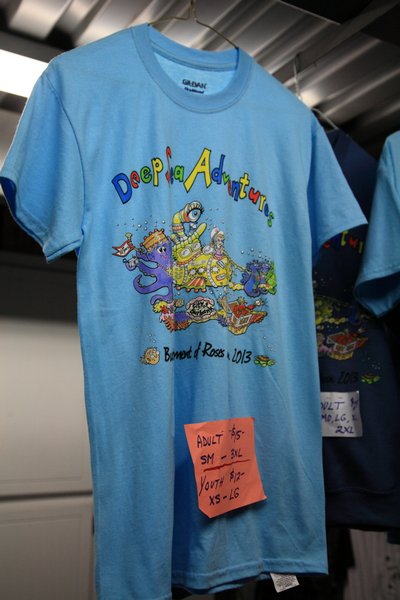 GILDAN
Deep Sea Adventures
Basement of Roses 2013
ADULT - $15-
SM - 3XL
YOUTH $12-
XS - LG
2013
MD, LG, X
2XL